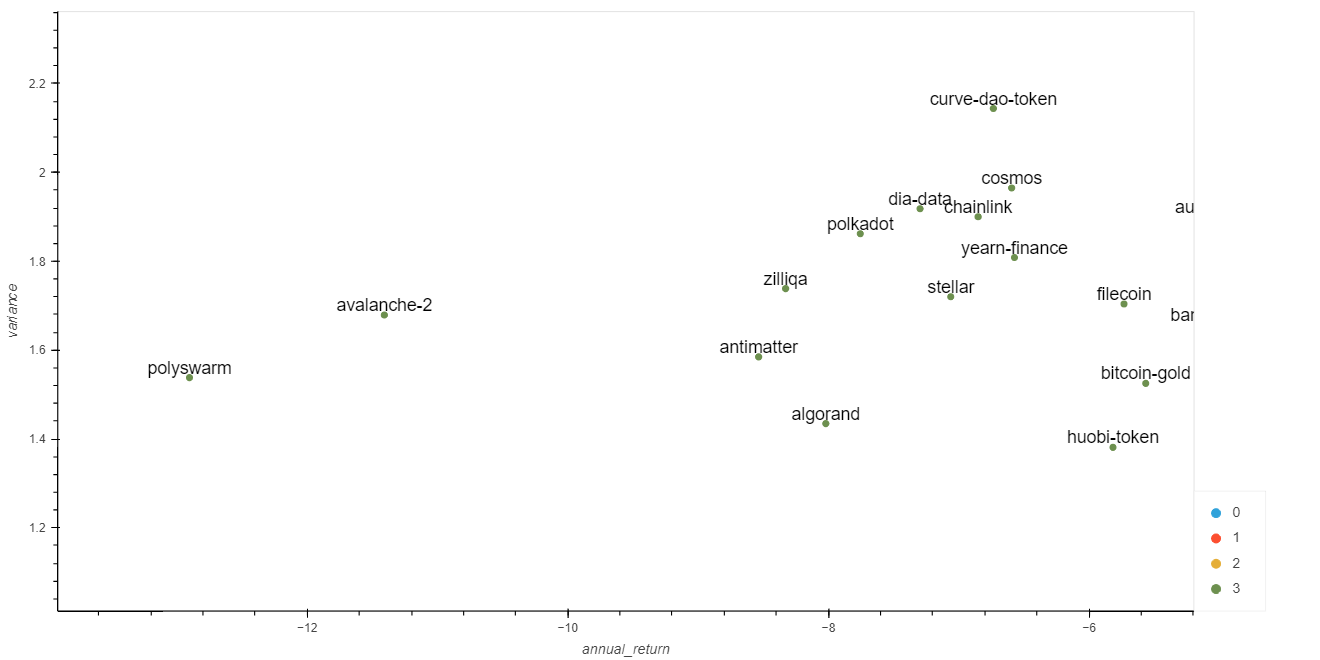 2.2
2
1.8
1.6
1.4
1.2
variance
curve-dao-token
cosmos
dia-data
chainlink
au
polkadot
yearn-finance
zilliqa
stellar
filecoin
avalanche-2
bar
antimatter
polyswarm
bitcoin-gold
algorand
huobi-token
0
1
2
3
−12
−10
−8
−6
annual_return